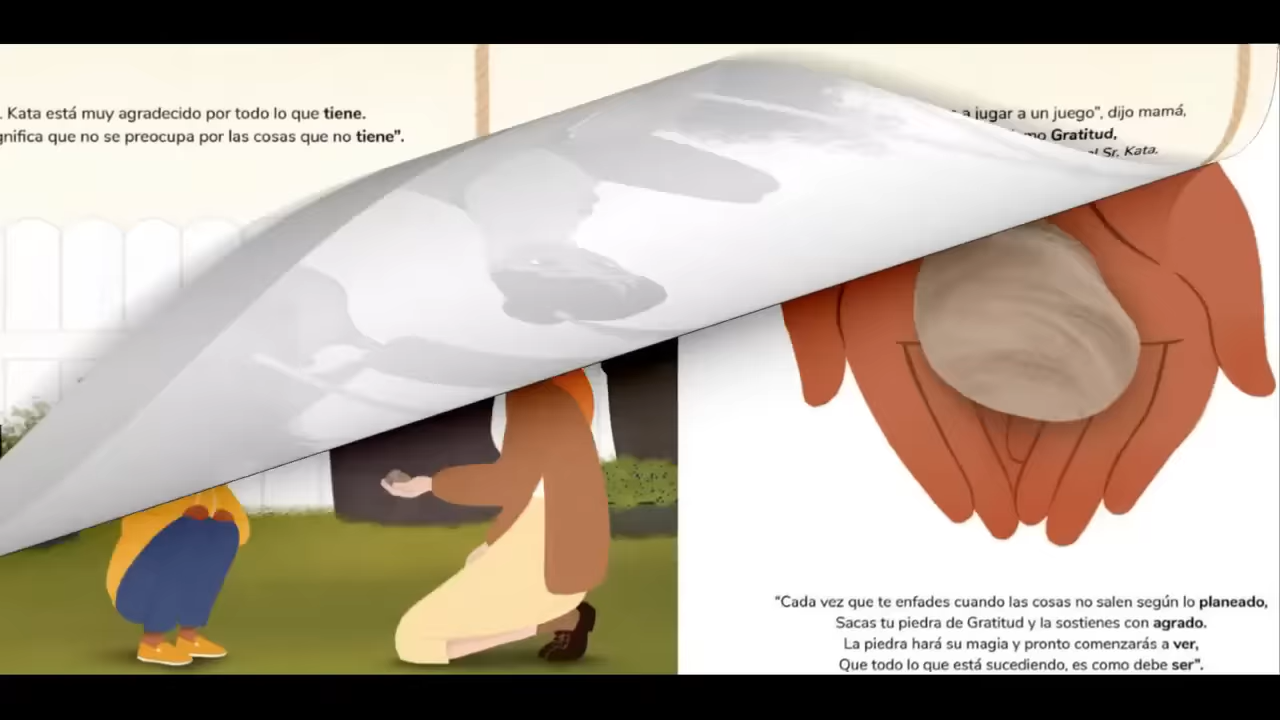 . Kata está muy agradecido por todo lo que tiene.
gnifica que no se preocupa por las cosas que no tiene”.
a jugar a un juego”, dijo mamá,
Gratitud,
Sr. Kata.
“Cada vez que te enfades cuando las cosas no salen según lo planeado,
Sacas tu piedra de Gratitud y la sostienes con agrado.
La piedra hará su magia y pronto comenzarás a ver,
Que todo lo que está sucediendo, es como debe ser”.